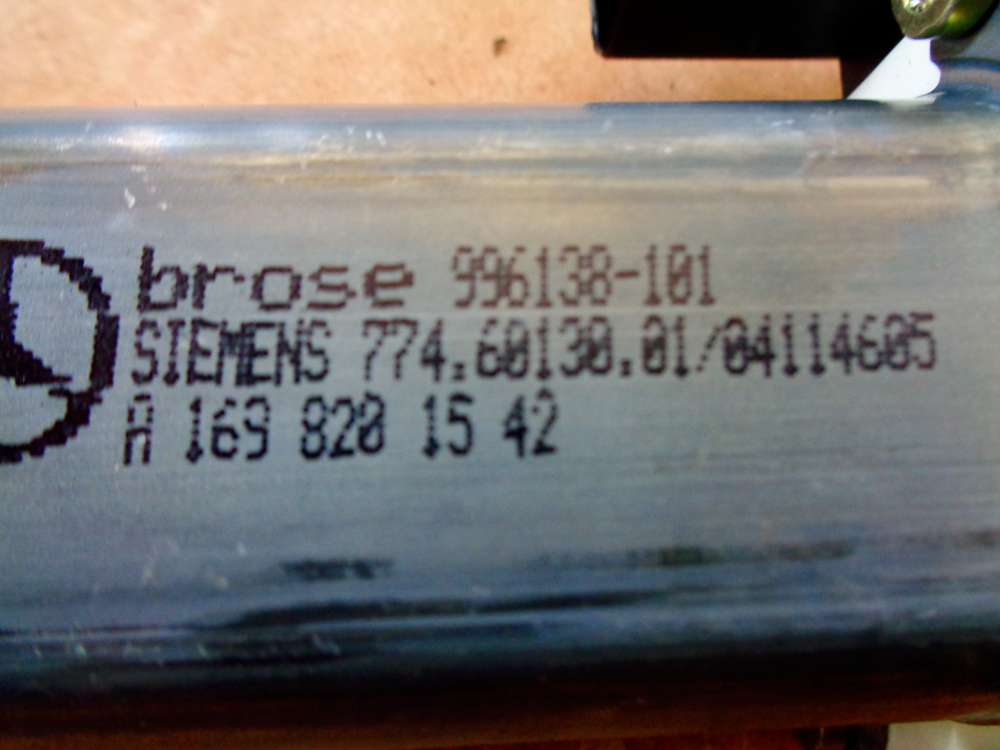 brose 996138-101
SIEMENS 774.60130.01/04114605
A 169 820 15 42